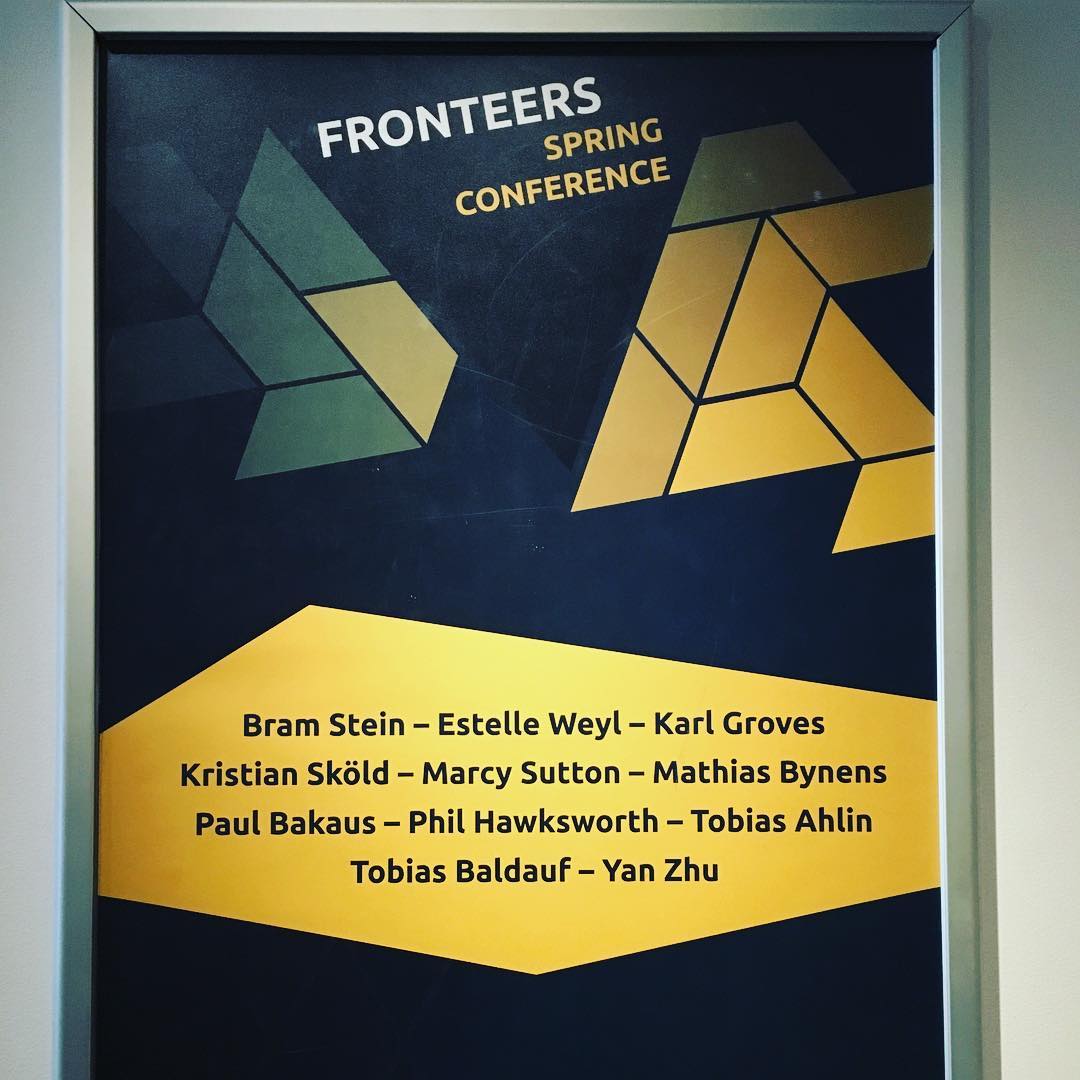 FRONTEERS
SPRING
CONFERENCE
Bram Stein – Estelle Weyl – Karl Groves
Kristian Sköld – Marcy Sutton – Mathias Bynens
Paul Bakaus – Phil Hawksworth – Tobias Ahlin
Tobias Baldauf – Yan Zhu